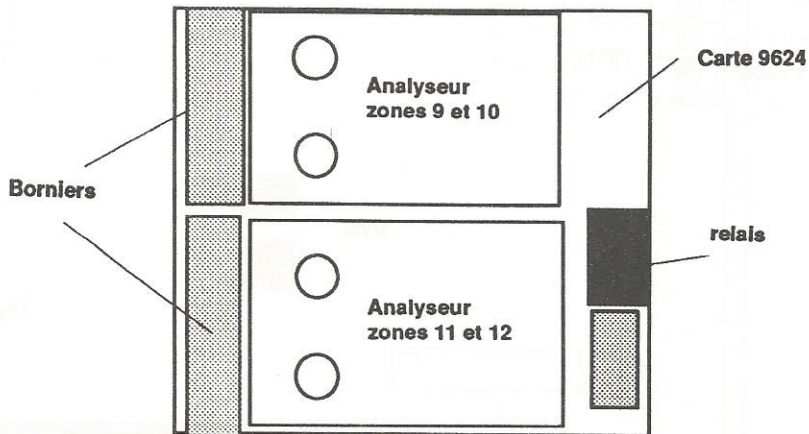 Carte 9624
Analyseur
zones 9 et 10
Borniers
relais
Analyseur
zones 11 et 12